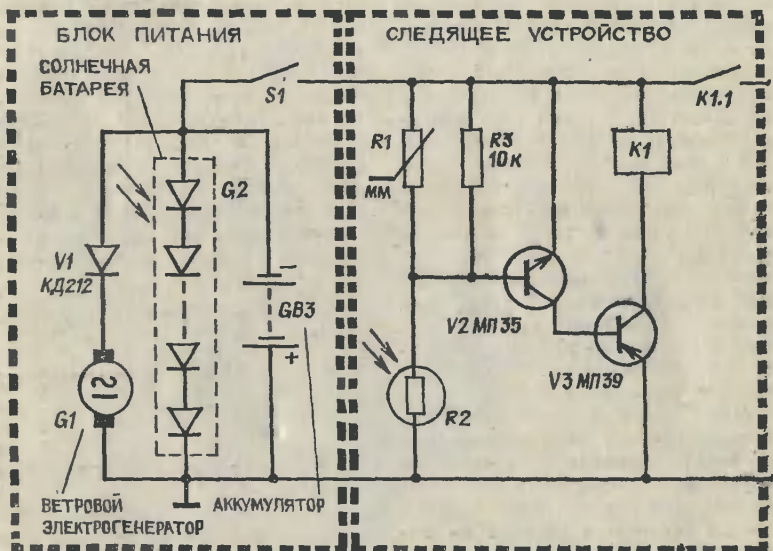 БЛОК ПИТАНИЯ
СОЛНЕЧНАЯ
БАТАРЕЯ
S1
G2
V1
КД212
−
GB3
+
G1
ВЕТРОВОЙ
ЭЛЕКТРОГЕНЕРАТОР
АККУМУЛЯТОР
СЛЕДЯЩЕЕ УСТРОЙСТВО
K1.1
R1
мм
R3
10к
K1
V2 МП35
V3 МП39
R2